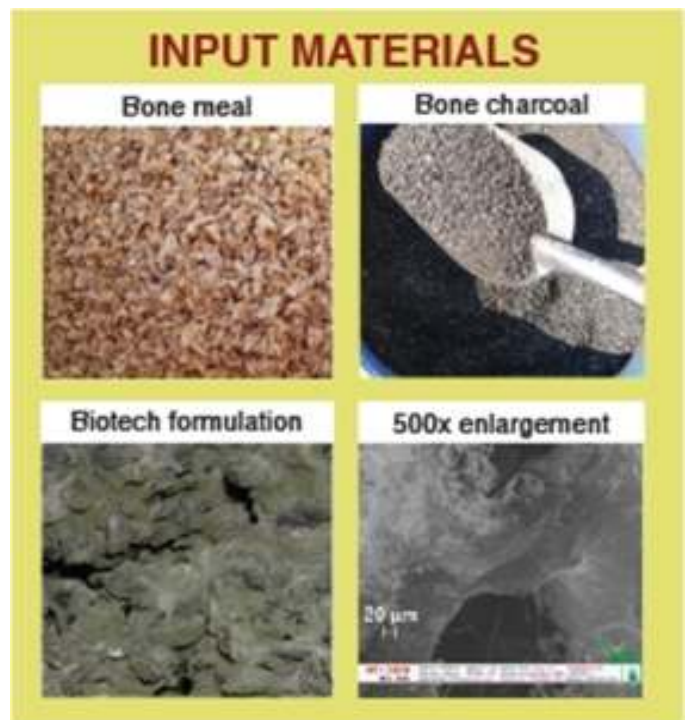 INPUT MATERIALS
Bone meal
Bone charcoal
Biotech formulation
500x enlargement
20 µm